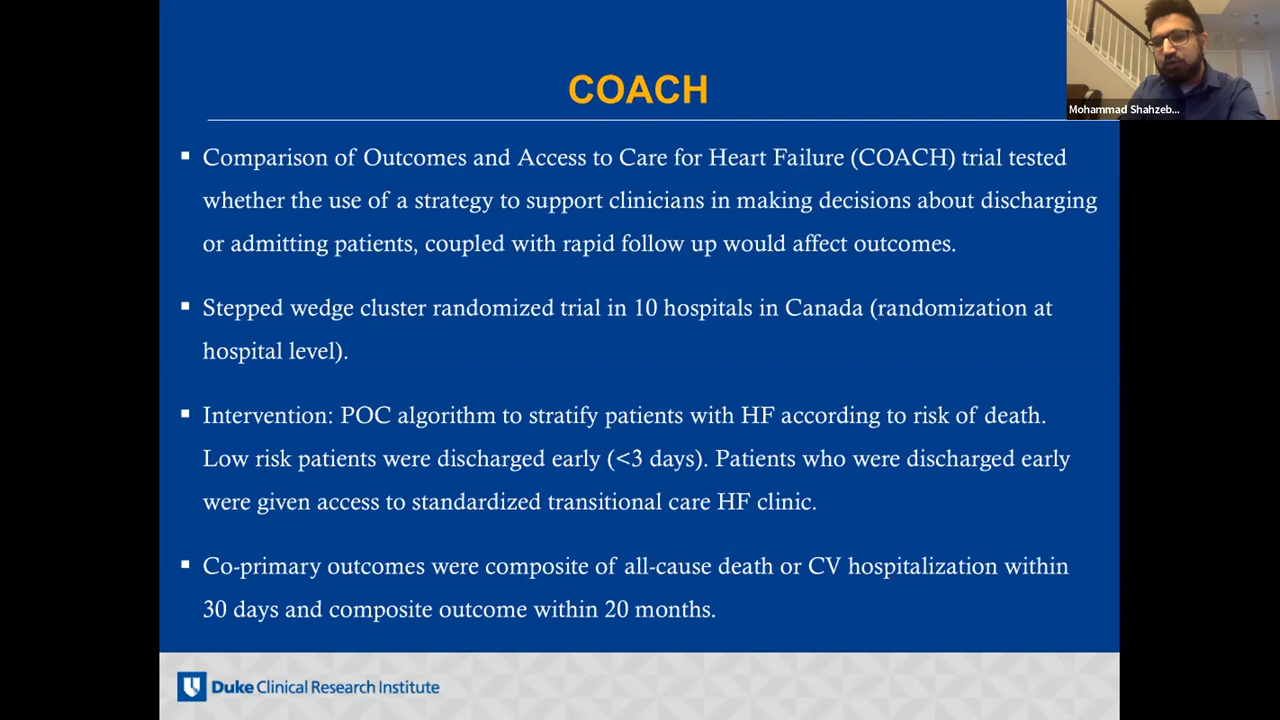 COACH
Mohammad Shahzeb...
▪ Comparison of Outcomes and Access to Care for Heart Failure (COACH) trial tested
whether the use of a strategy to support clinicians in making decisions about discharging
or admitting patients, coupled with rapid follow up would affect outcomes.
▪ Stepped wedge cluster randomized trial in 10 hospitals in Canada (randomization at
hospital level).
▪ Intervention: POC algorithm to stratify patients with HF according to risk of death.
Low risk patients were discharged early (<3 days). Patients who were discharged early
were given access to standardized transitional care HF clinic.
▪ Co-primary outcomes were composite of all-cause death or CV hospitalization within
30 days and composite outcome within 20 months.
Duke Clinical Research Institute